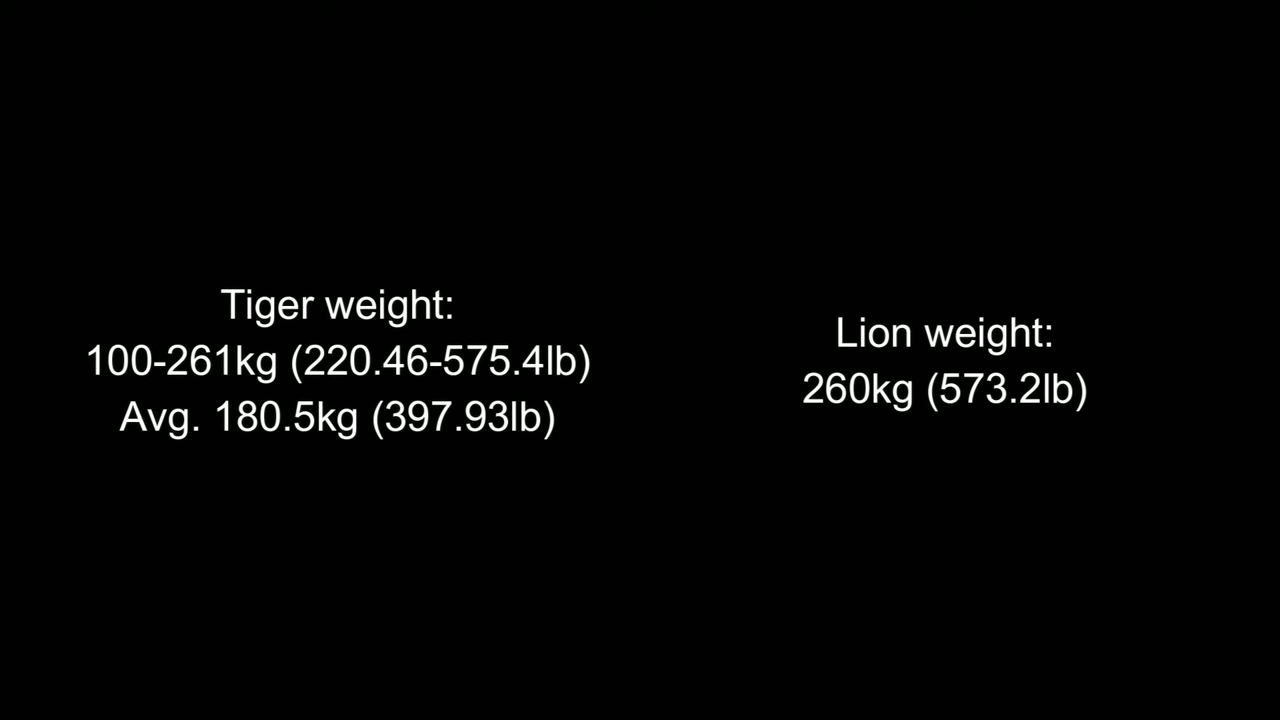 Tiger weight:
100-261kg (220.46-575.4lb)
Avg. 180.5kg (397.93lb)
Lion weight:
260kg (573.2lb)